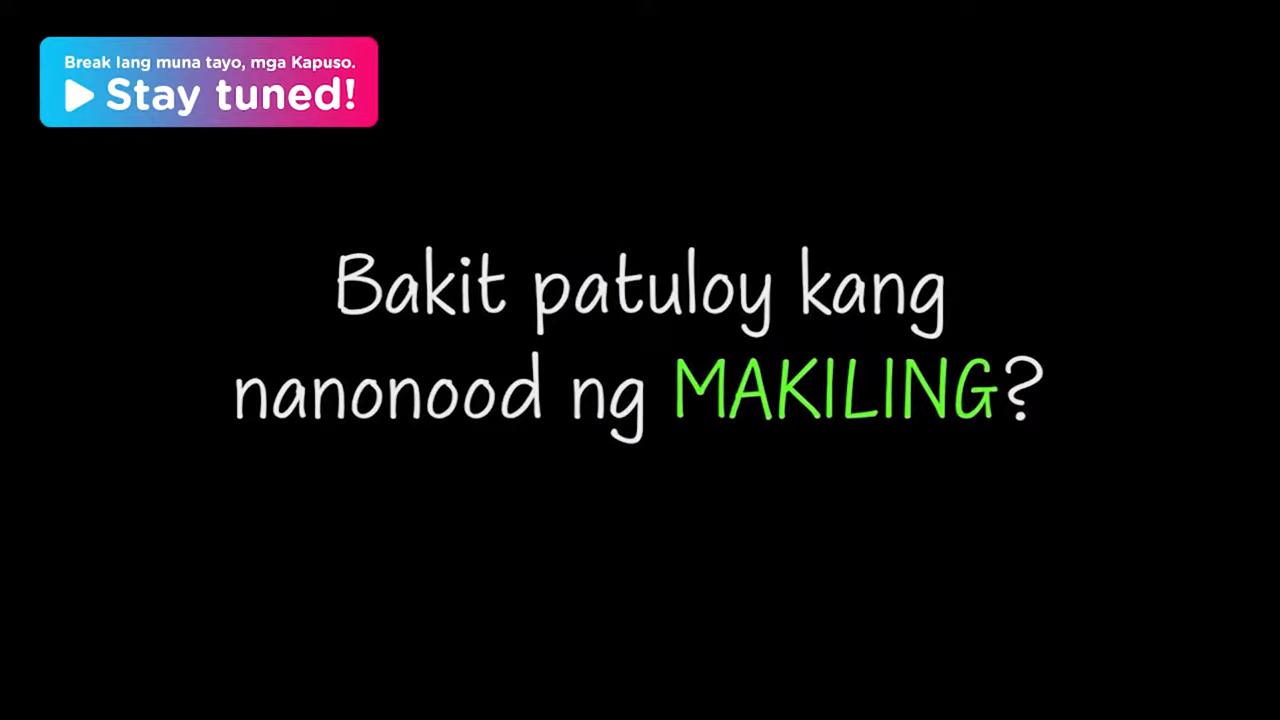 Break lang muna tayo, mga Kapuso.
Stay tuned!
Bakit patuloy kang
nanonood ng MAKILING?